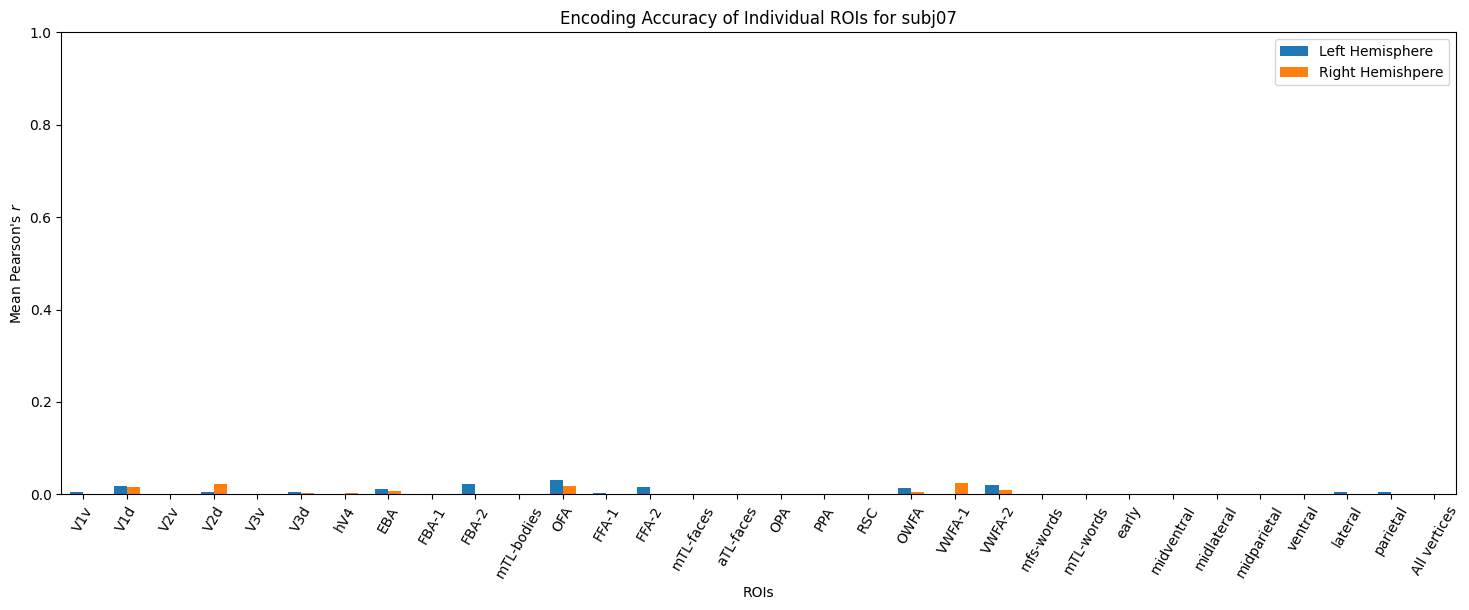 Encoding Accuracy of Individual ROIs for subj07
Left Hemisphere
Right Hemishpere
Mean Pearson's r
1.0
0.8
0.6
0.4
0.2
0.0
V1v
V1d
V2v
V2d
V3v
V3d
hV4
EBA
FBA-1
FBA-2
mTL-bodies
OFA
FFA-1
FFA-2
mTL-faces
aTL-faces
OPA
PPA
RSC
OWFA
VWFA-1
VWFA-2
mfs-words
mTL-words
early
midventral
midlateral
midparietal
ventral
lateral
parietal
All vertices
ROIs